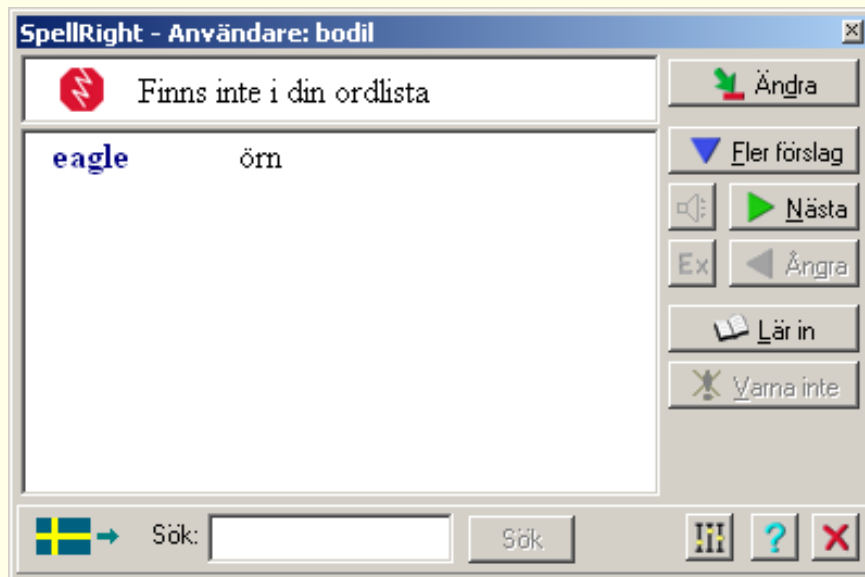 SpellRight - Användare: bodil
Finns inte i din ordlista
Ändra
eagle örn
Fler förslag
Nästa
Ex Ångra
Lär in
Varna inte
Sök: Sök